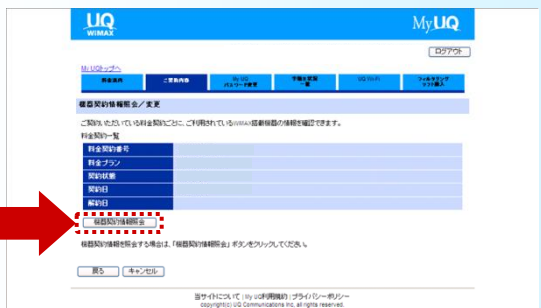 UQ
WiMAX
My UQ
ログアウト
My UQトップへ
料金案内
ご契約内容
My UQ
パスワード変更
手続き状況
一覧
UQ Wi-Fi
フィルタリング
ソフト購入
機器契約情報照会/変更
ご契約いただいている料金契約ごとに、ご利用されているWiMAX搭載機器の情報を確認できます。
料金契約一覧
料金契約番号
料金プラン
契約状態
契約日
解約日
機器契約情報照会
機器契約情報を照会する場合は、「機器契約情報照会」ボタンをクリックしてください。
戻る
キャンセル
当サイトについて | My UQ利用規約 | プライバシーポリシー
copyright(c) UQ Communications Inc. all rights reserved.